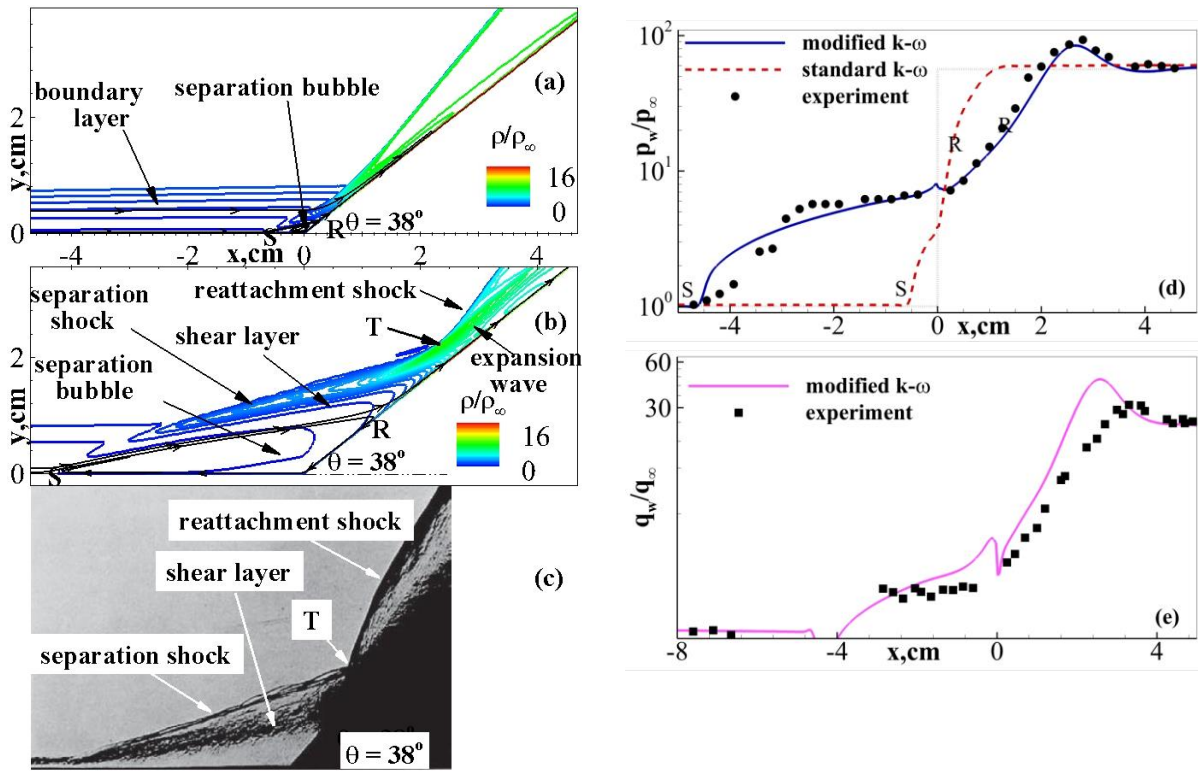 (a)
boundary
layer
separation bubble
ρ/ρ∞
16
0
y,cm
2
0
S
R
θ = 38°
-4
-2
0
2
4
x,cm
(b)
separation
shock
reattachment shock
shear layer
T
separation
bubble
expansion
wave
ρ/ρ∞
16
0
y,cm
2
0
S
R
θ = 38°
reattachment shock
(c)
shear layer
T
separation shock
θ = 38°
10²
10¹
10⁰
p_w/p∞
modified k-ω
standard k-ω
experiment
R
R
S
S
(d)
-4
-2
0
2
4
x,cm
60
30
q_w/q∞
modified k-ω
experiment
(e)
-8
-4
0
4
x,cm